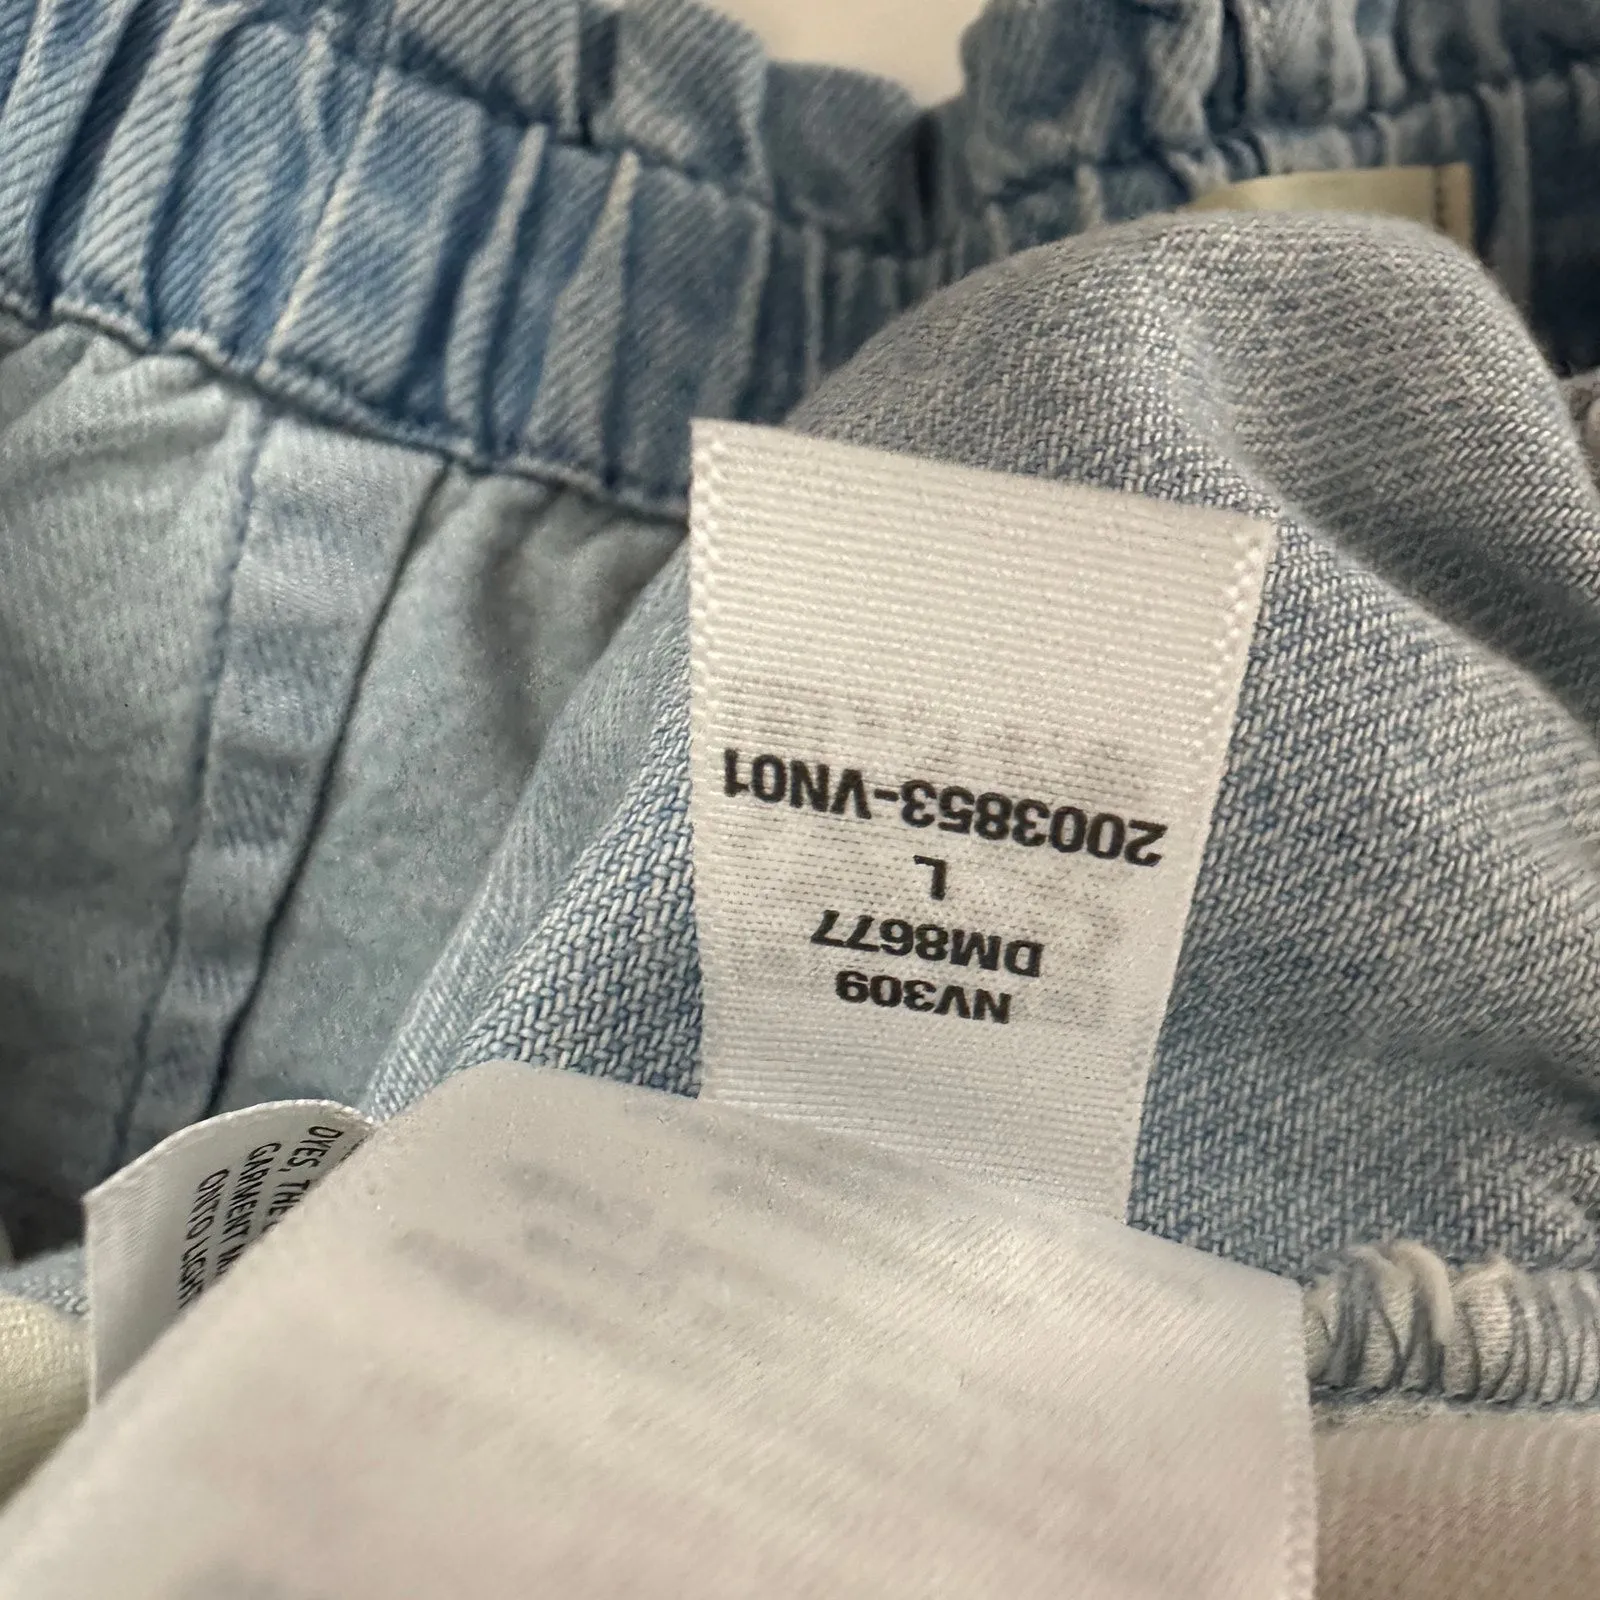 NV309
DM8677
L
2003853-VN01
DYES, THE
GARMENT
ONTO